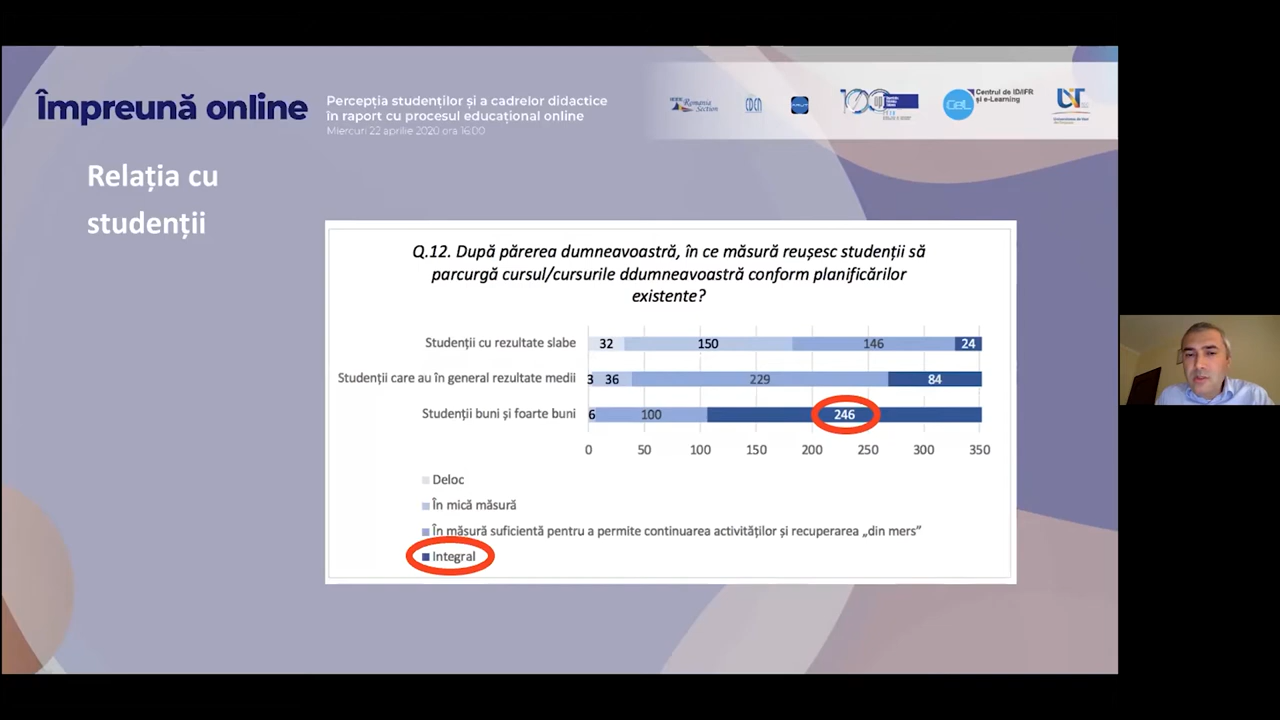 Împreună online
Percepția studenților și a cadrelor didactice
în raport cu procesul educațional online
Miercuri 22 aprilie 2020 ora 16:00
Romania
Section
EDEN
100
Centrul de ID/IFR
și e-Learning
UVT
Relația cu
studenții
Q.12. După părerea dumneavoastră, în ce măsură reușesc studenții să
parcurgă cursul/cursurile ddumneavoastră conform planificărilor
existente?
Studenții cu rezultate slabe 32 150 146 24
Studenții care au în general rezultate medii 3 36 229 84
Studenții buni și foarte buni 6 100 246
0 50 100 150 200 250 300 350
Deloc
În mică măsură
În măsură suficientă pentru a permite continuarea activităților și recuperarea „din mers”
Integral